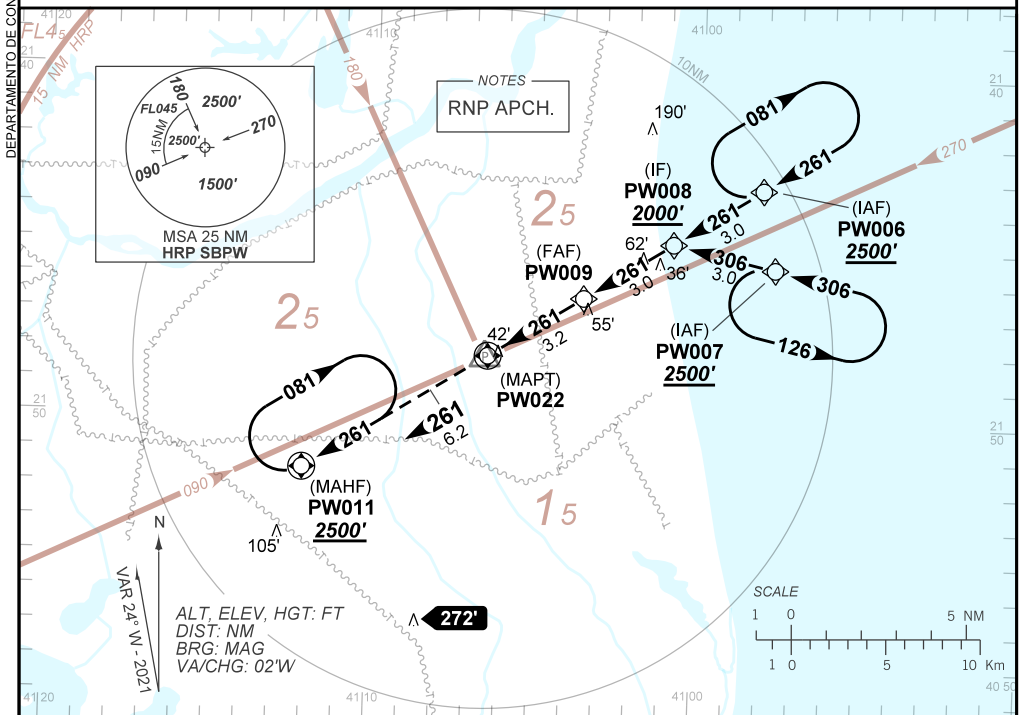 DEPARTAMENTO DE CON
41 20
41 10
41 00
FL45
15 NM HRP
21
40
180
10NM
NOTES
RNP APCH.
180
FL045
2500'
15NM
2500'
270
090
1500'
MSA 25 NM
HRP SBPW
190'
081
21
40
270
261
(IF)
PW008
2000'
261
3.0
(IAF)
PW006
2500'
25
(FAF)
PW009
62'
36'
261
3.0
306
3.0
306
25
55'
261
3.2
(IAF)
PW007
2500'
126
42'
P
(MAPT)
PW022
081
261
261
6.2
21
50
21
50
090
(MAHF)
PW011
2500'
15
105'
N
VAR 24° W - 2021
ALT, ELEV, HGT: FT
DIST: NM
BRG: MAG
VA/CHG: 02'W
272'
SCALE
1 0 5 NM
1 0 5 10 Km
41 20
41 10
41 00
40 50